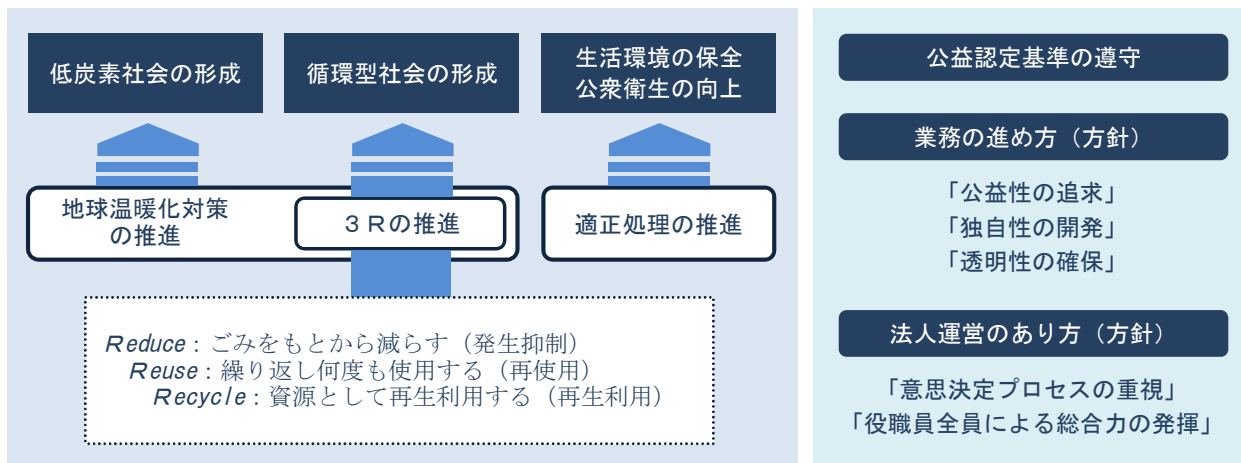 低炭素社会の形成
循環型社会の形成
生活環境の保全
公衆衛生の向上
地球温暖化対策
の推進
３Ｒの推進
適正処理の推進
Reduce：ごみをもとから減らす（発生抑制）
Reuse：繰り返し何度も使用する（再使用）
Recycle：資源として再生利用する（再生利用）
公益認定基準の遵守
業務の進め方（方針）
「公益性の追求」
「独自性の開発」
「透明性の確保」
法人運営のあり方（方針）
「意思決定プロセスの重視」
「役職員全員による総合力の発揮」